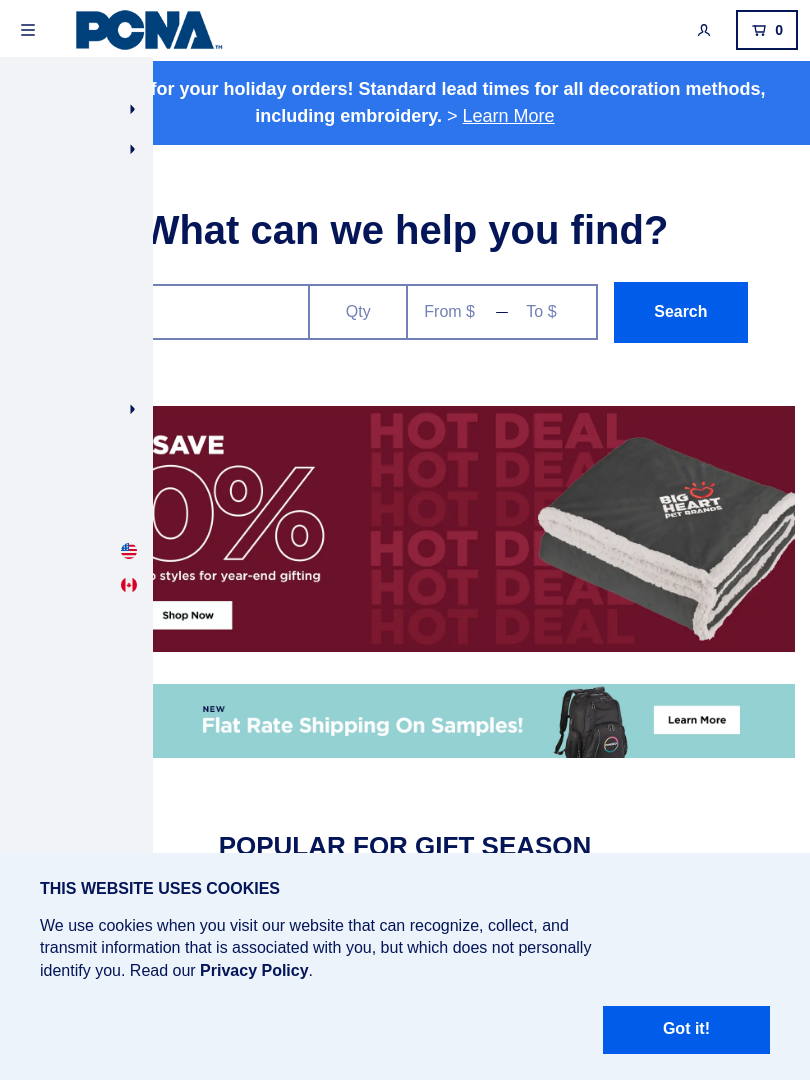 PCNA™
0
for your holiday orders! Standard lead times for all decoration methods,
including embroidery. > Learn More
What can we help you find?
Qty
From $ — To $
Search
SAVE
0%
styles for year-end gifting
Shop Now
HOT DEAL
HOT DEA
HOT DE
HOT D
HOT DE
HOT DEAL
BIG
HEART
PET BRANDS
NEW
Flat Rate Shipping On Samples!
Learn More
POPULAR FOR GIFT SEASON
THIS WEBSITE USES COOKIES
We use cookies when you visit our website that can recognize, collect, and
transmit information that is associated with you, but which does not personally
identify you. Read our Privacy Policy.
Got it!